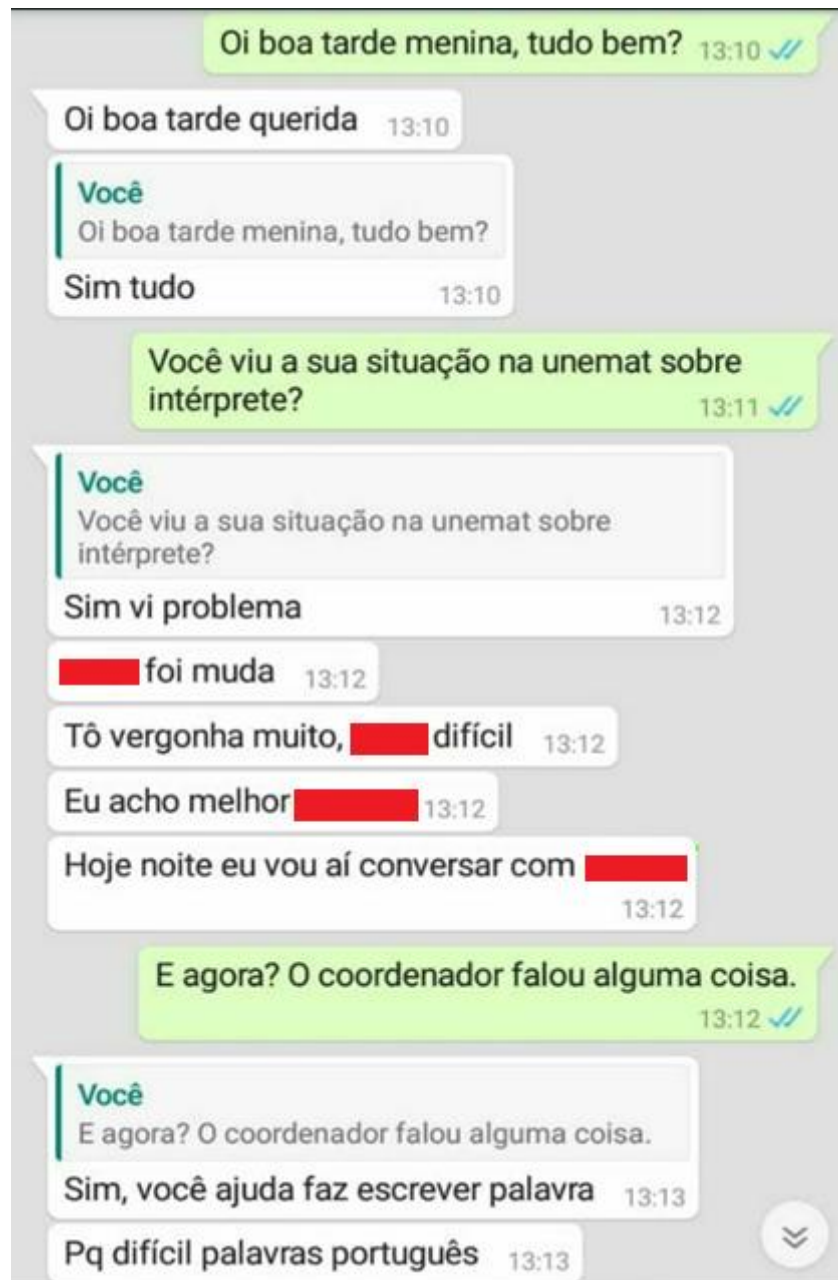 Oi boa tarde menina, tudo bem? 13:10
Oi boa tarde querida 13:10
Você
Oi boa tarde menina, tudo bem?
Sim tudo 13:10
Você viu a sua situação na unemat sobre
intérprete? 13:11
Você
Você viu a sua situação na unemat sobre
intérprete?
Sim vi problema 13:12
foi muda 13:12
Tô vergonha muito, difícil 13:12
Eu acho melhor 13:12
Hoje noite eu vou aí conversar com
13:12
E agora? O coordenador falou alguma coisa.
13:12
Você
E agora? O coordenador falou alguma coisa.
Sim, você ajuda faz escrever palavra 13:13
Pq difícil palavras português 13:13